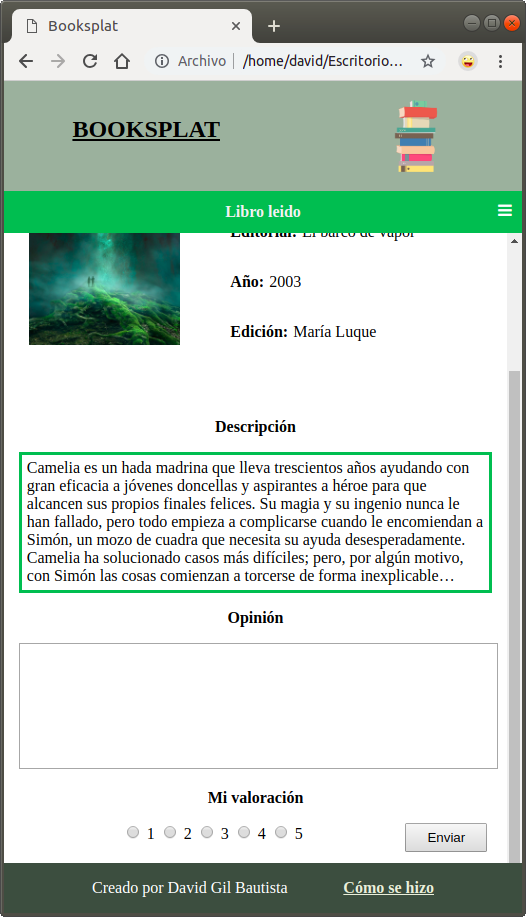 Booksplat
Archivo /home/david/Escritorio...
BOOKSPLAT
Libro leido
Editorial: El barco de vapor
Año: 2003
Edición: María Luque
Descripción
Camelia es un hada madrina que lleva trescientos años ayudando con
gran eficacia a jóvenes doncellas y aspirantes a héroe para que
alcancen sus propios finales felices. Su magia y su ingenio nunca le
han fallado, pero todo empieza a complicarse cuando le encomiendan a
Simón, un mozo de cuadra que necesita su ayuda desesperadamente.
Camelia ha solucionado casos más difíciles; pero, por algún motivo,
con Simón las cosas comienzan a torcerse de forma inexplicable…
Opinión
Mi valoración
1 2 3 4 5 Enviar
Creado por David Gil Bautista Cómo se hizo